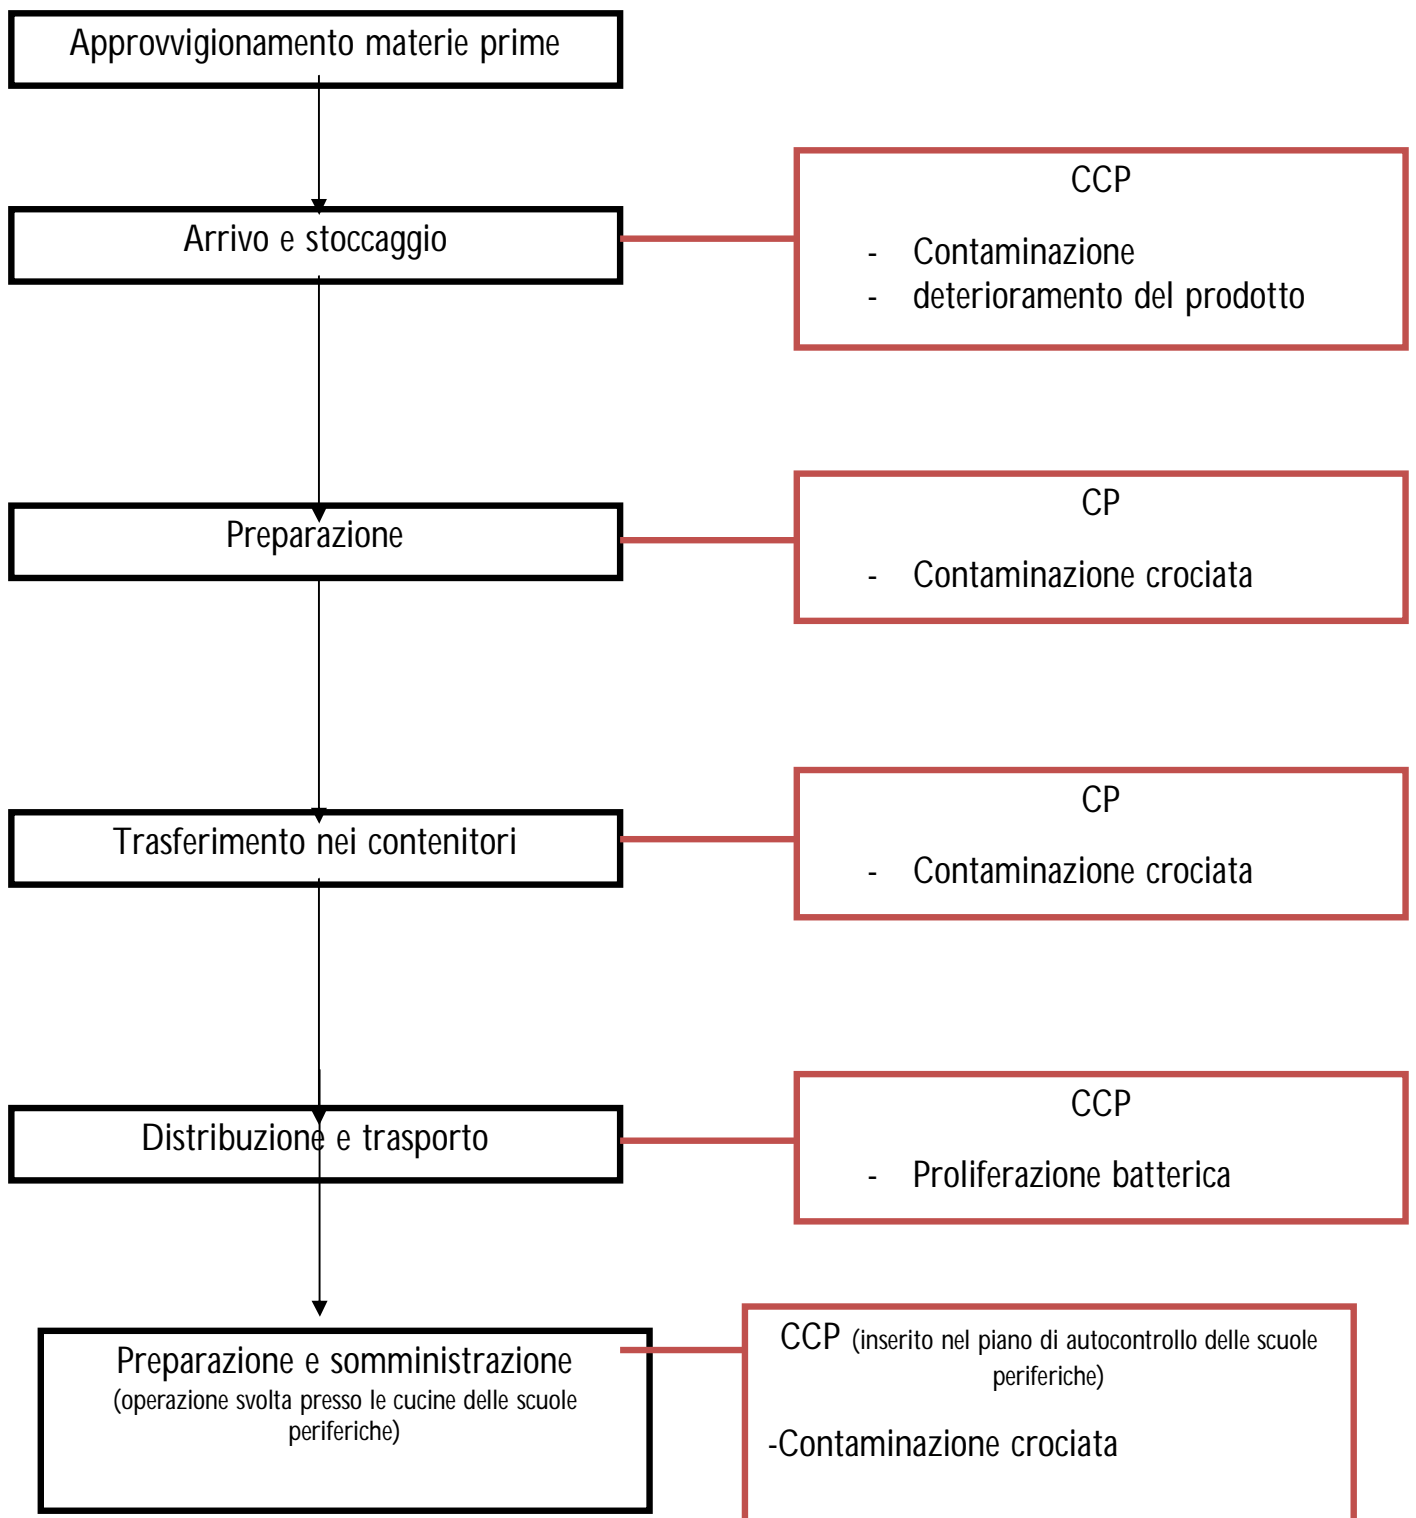 Approvvigionamento materie prime
CCP
Arrivo e stoccaggio
- Contaminazione
- deterioramento del prodotto
CP
Preparazione
- Contaminazione crociata
CP
Trasferimento nei contenitori
- Contaminazione crociata
CCP
Distribuzione e trasporto
- Proliferazione batterica
Preparazione e somministrazione
(operazione svolta presso le cucine delle scuole
periferiche)
CCP (inserito nel piano di autocontrollo delle scuole
periferiche)
-Contaminazione crociata